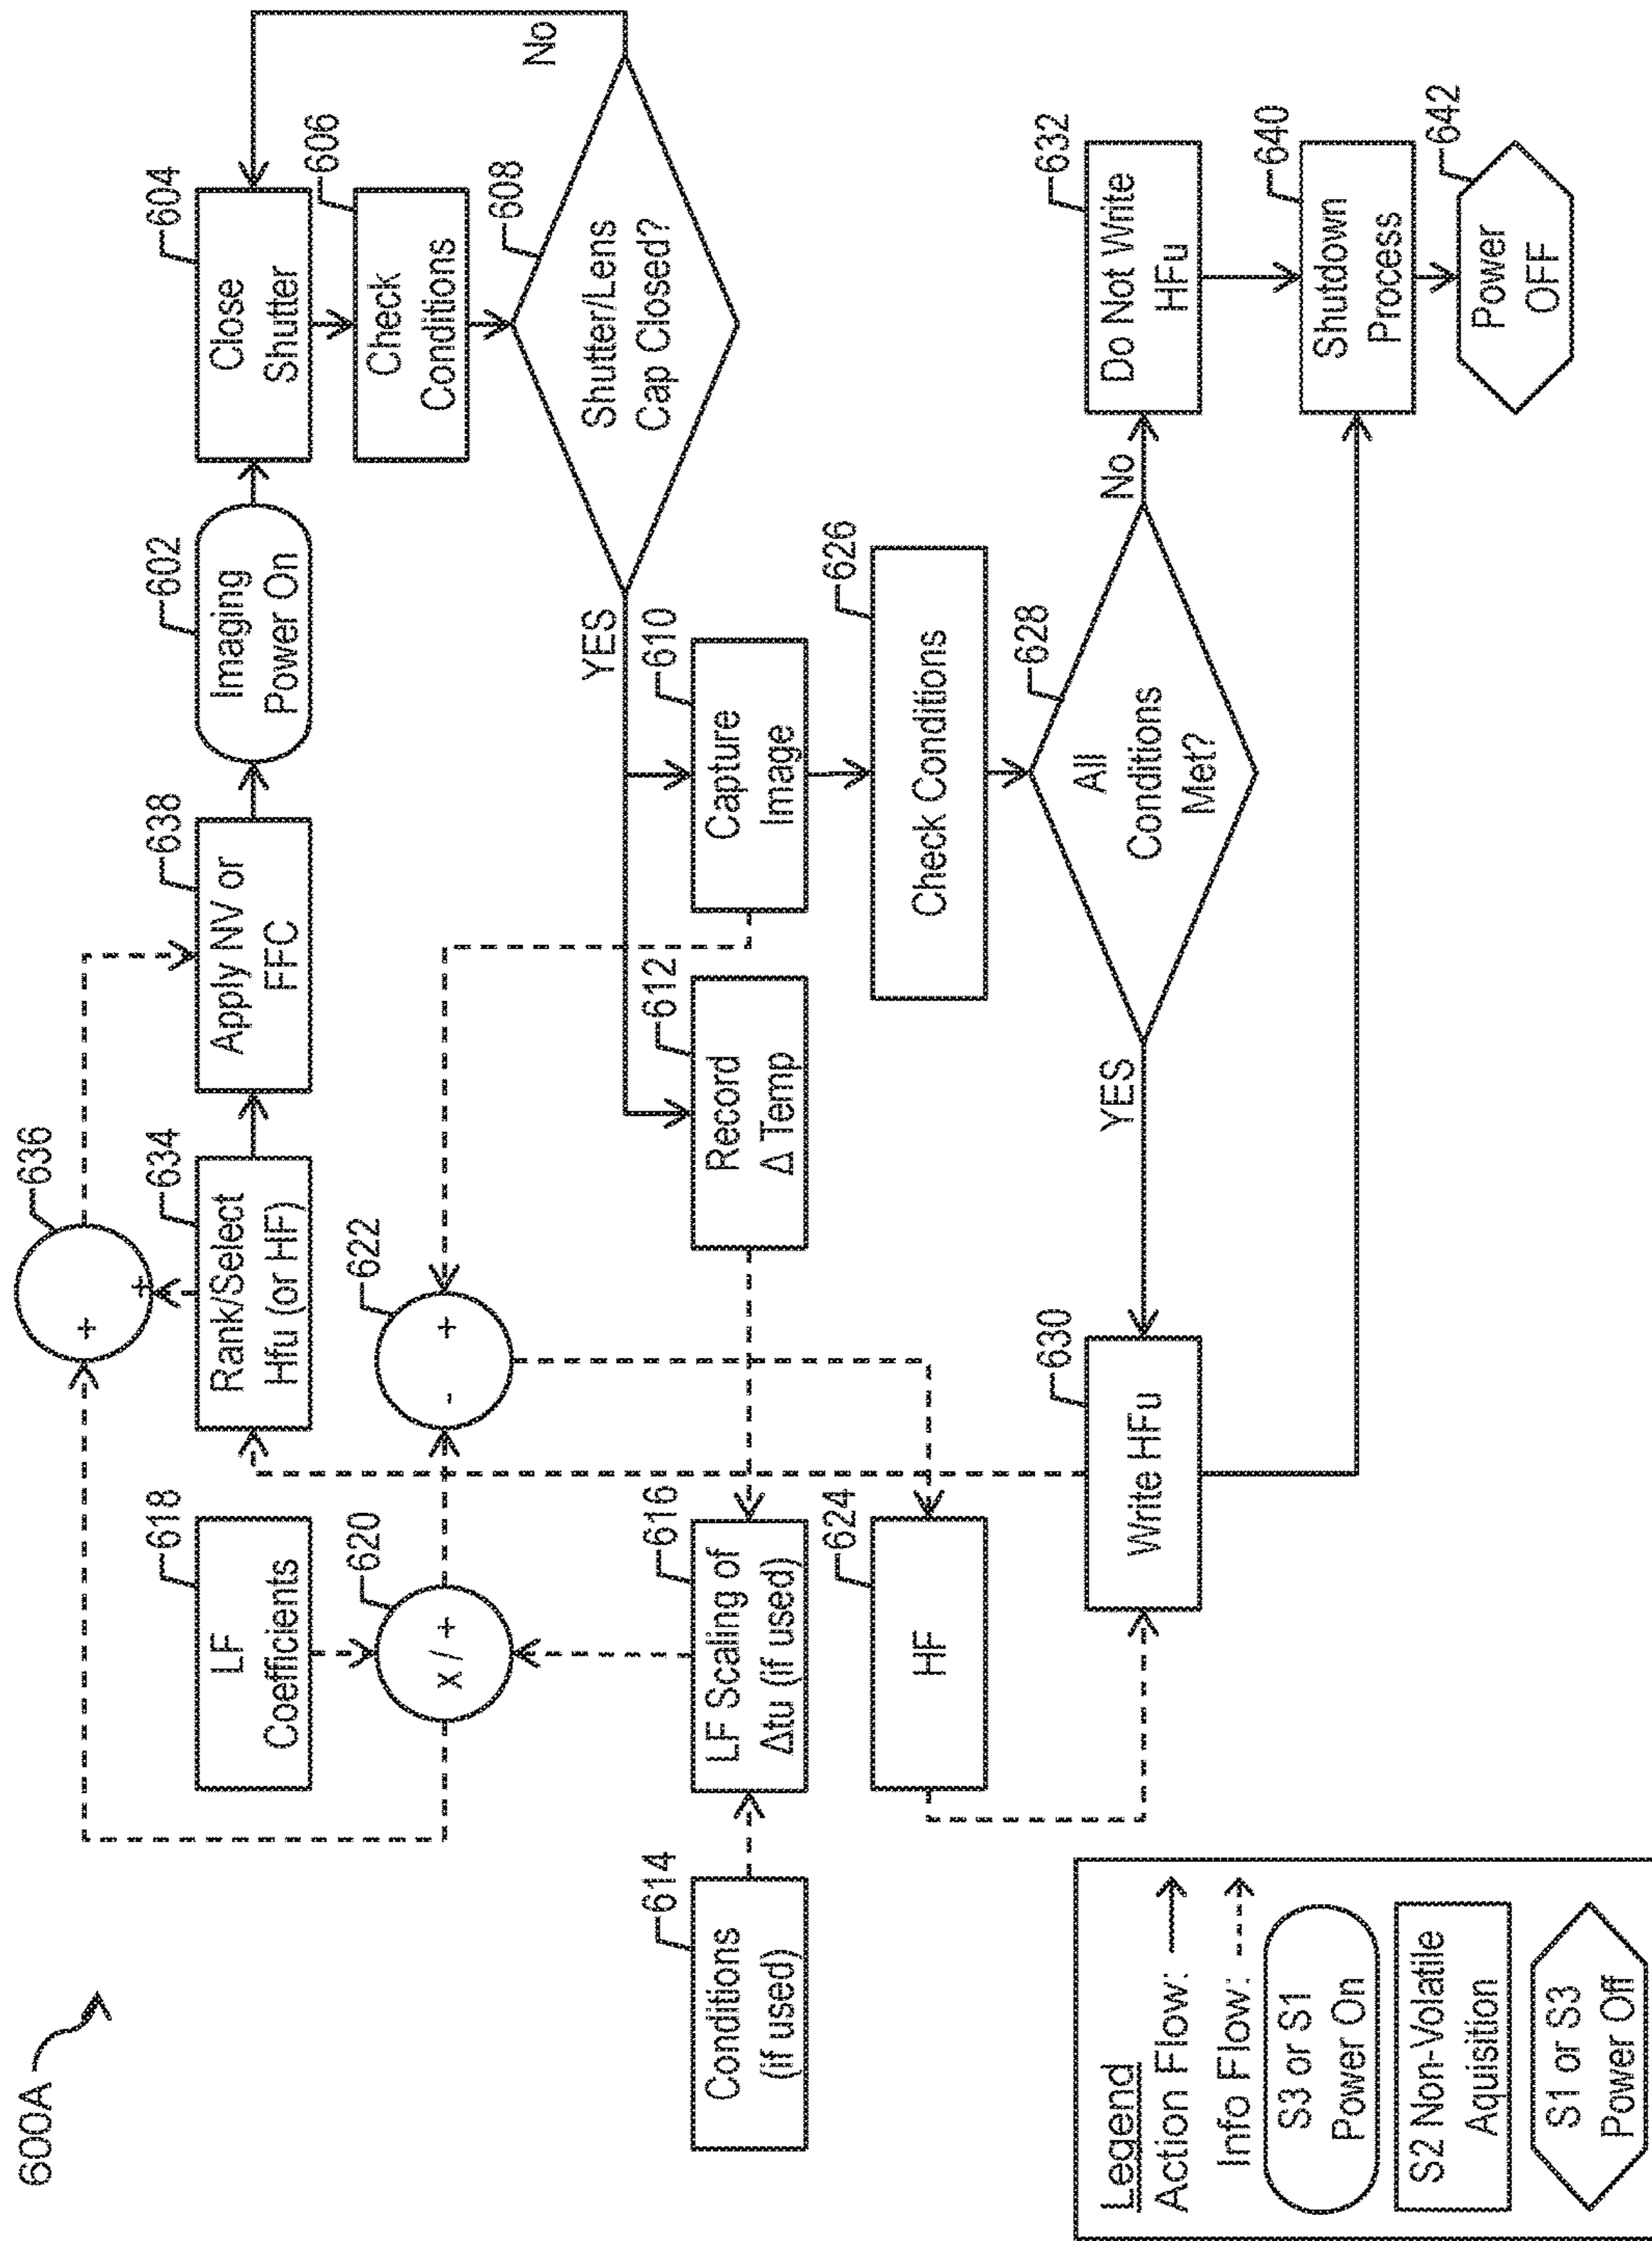 600A
636
+
+
618
LF
Coefficients
634
Rank/Select
Hfu (or HF)
638
Apply NV or
FFC
602
Imaging
Power On
604
Close
Shutter
606
Check
Conditions
608
Shutter/Lens
Cap Closed?
No
YES
620
x / +
622
-
+
614
Conditions
(if used)
616
LF Scaling of
Δtu (if used)
612
Record
Δ Temp
610
Capture
Image
624
HF
626
Check Conditions
628
All
Conditions
Met?
YES
No
630
Write HFu
632
Do Not Write
HFu
640
Shutdown
Process
642
Power
OFF
Legend
Action Flow:
Info Flow:
S3 or S1
Power On
S2 Non-Volatile
Aquisition
S1 or S3
Power Off